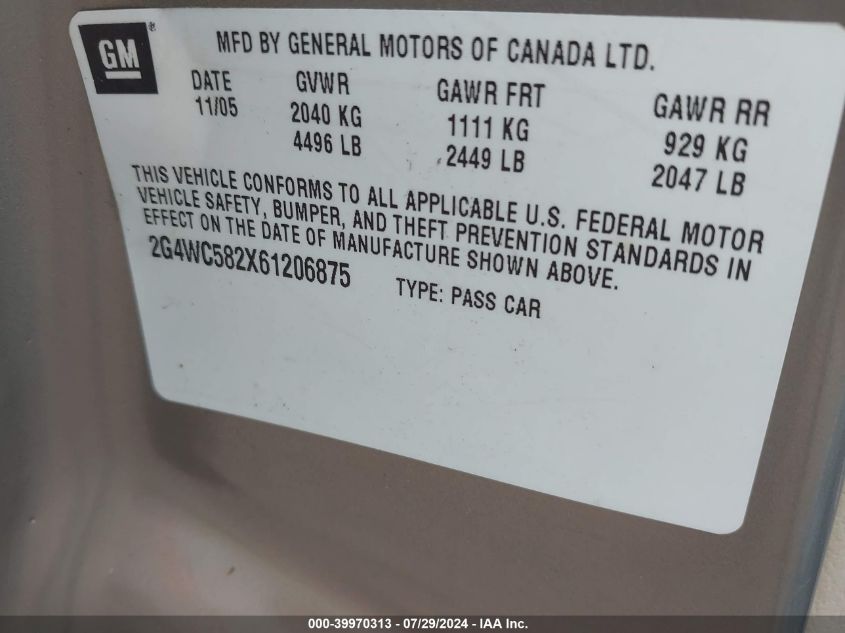 GM®
MFD BY GENERAL MOTORS OF CANADA LTD.
DATE GVWR GAWR FRT GAWR RR
11/05 2040 KG 1111 KG 929 KG
4496 LB 2449 LB 2047 LB
THIS VEHICLE CONFORMS TO ALL APPLICABLE U.S. FEDERAL MOTOR
VEHICLE SAFETY, BUMPER, AND THEFT PREVENTION STANDARDS IN
EFFECT ON THE DATE OF MANUFACTURE SHOWN ABOVE.
2G4WC582X61206875 TYPE: PASS CAR
000-39970313 / 07/29/2024 - IAA Inc.